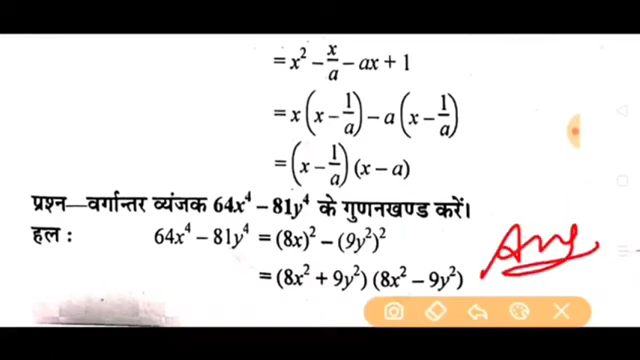 = x² − x/a − ax + 1
= x(x − 1/a) − a(x − 1/a)
= (x − 1/a) (x − a)
प्रश्न—वर्गान्तर व्यंजक 64x⁴ − 81y⁴ के गुणनखण्ड करें।
हल : 64x⁴ − 81y⁴ = (8x)² − (9y²)²
= (8x² + 9y²) (8x² − 9y²)
Ans